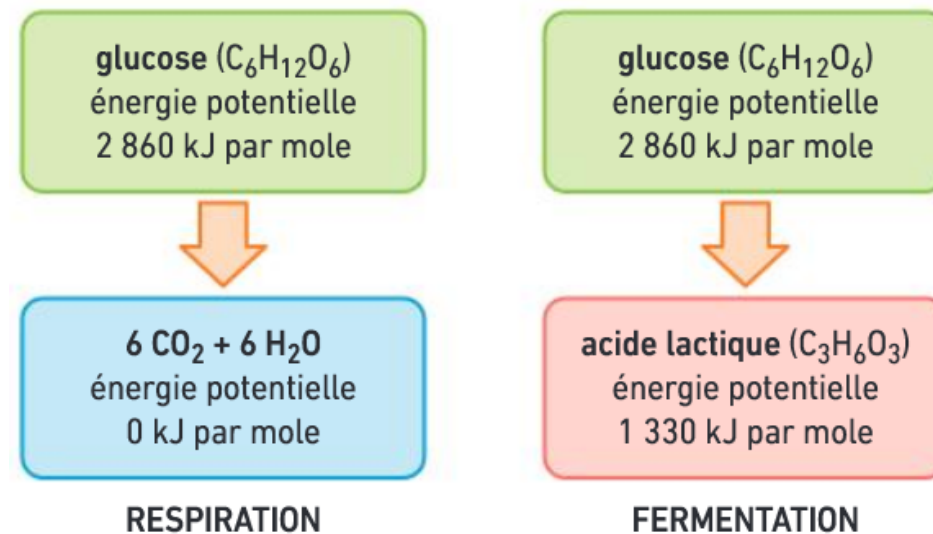 glucose (C₆H₁₂O₆)
énergie potentielle
2 860 kJ par mole
6 CO₂ + 6 H₂O
énergie potentielle
0 kJ par mole
RESPIRATION
glucose (C₆H₁₂O₆)
énergie potentielle
2 860 kJ par mole
acide lactique (C₃H₆O₃)
énergie potentielle
1 330 kJ par mole
FERMENTATION